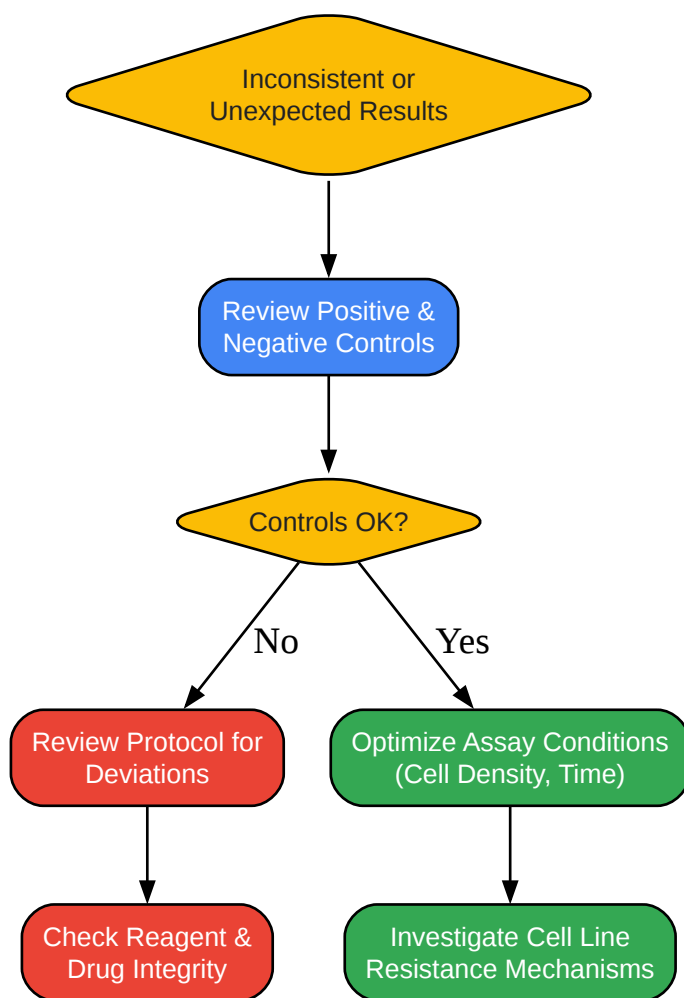 Inconsistent or
Unexpected Results
Review Positive &
Negative Controls
Controls OK?
No
Yes
Review Protocol for
Deviations
Optimize Assay Conditions
(Cell Density, Time)
Check Reagent &
Drug Integrity
Investigate Cell Line
Resistance Mechanisms